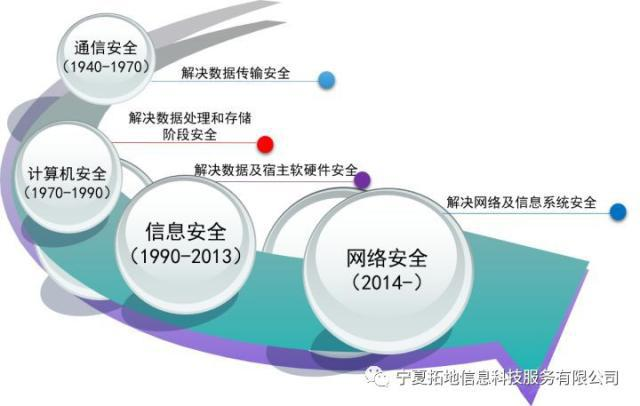 通信安全
（1940-1970）
解决数据传输安全
解决数据处理和存储
阶段安全
计算机安全
（1970-1990）
解决数据及宿主软硬件安全
信息安全
（1990-2013）
解决网络及信息系统安全
网络安全
（2014-）
宁夏拓地信息科技服务有限公司